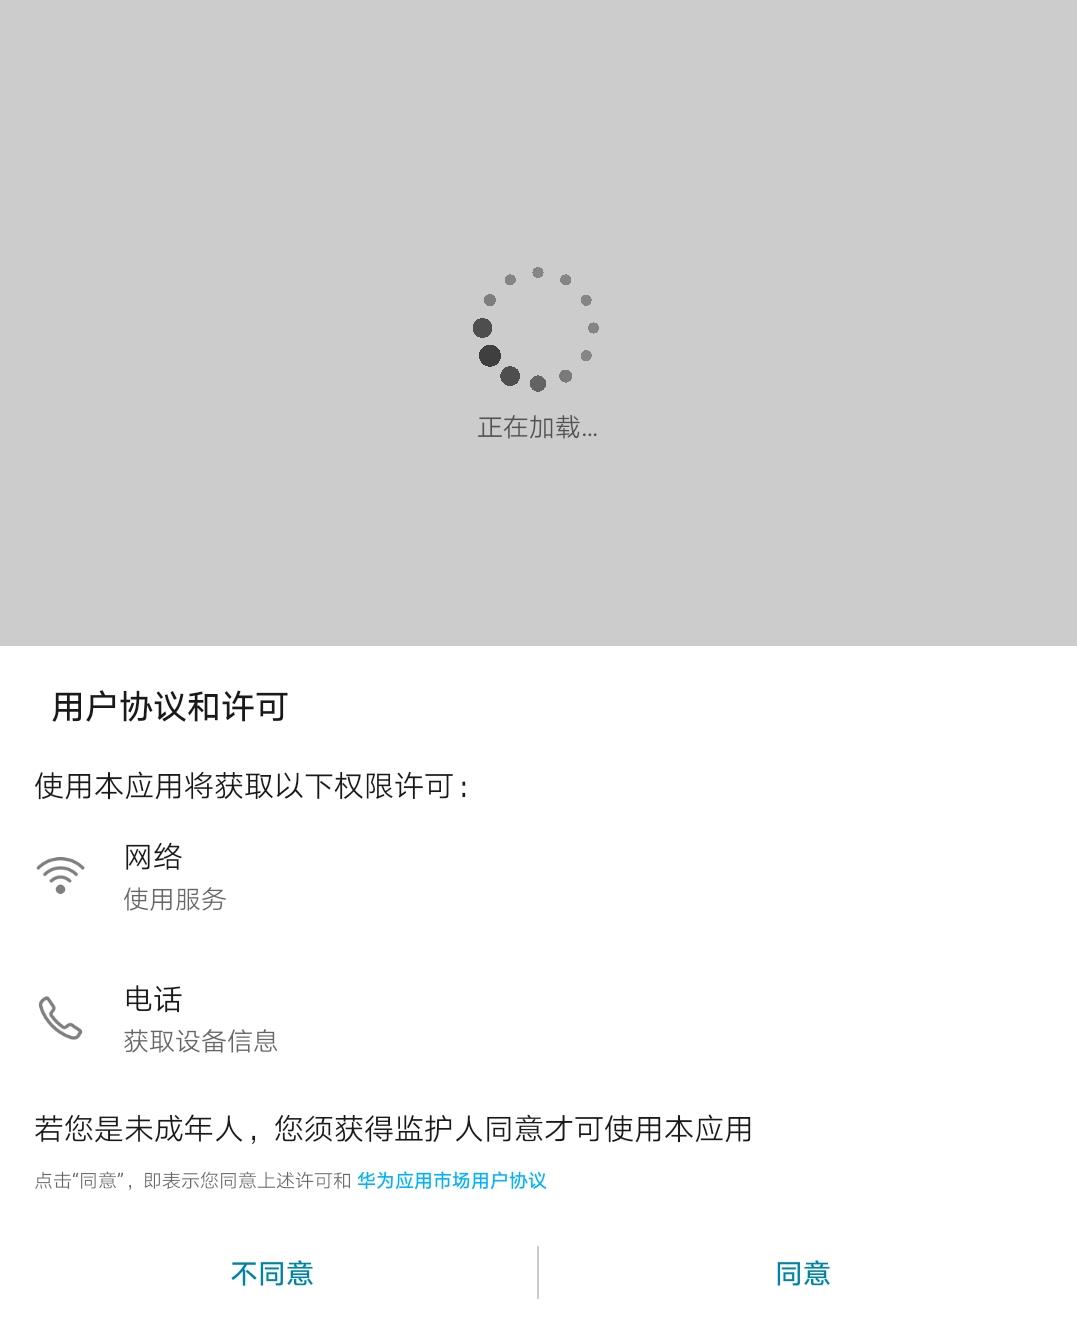 正在加载...
用户协议和许可
使用本应用将获取以下权限许可：
网络
使用服务
电话
获取设备信息
若您是未成年人，您须获得监护人同意才可使用本应用
点击“同意”，即表示您同意上述许可和 华为应用市场用户协议
不同意
同意